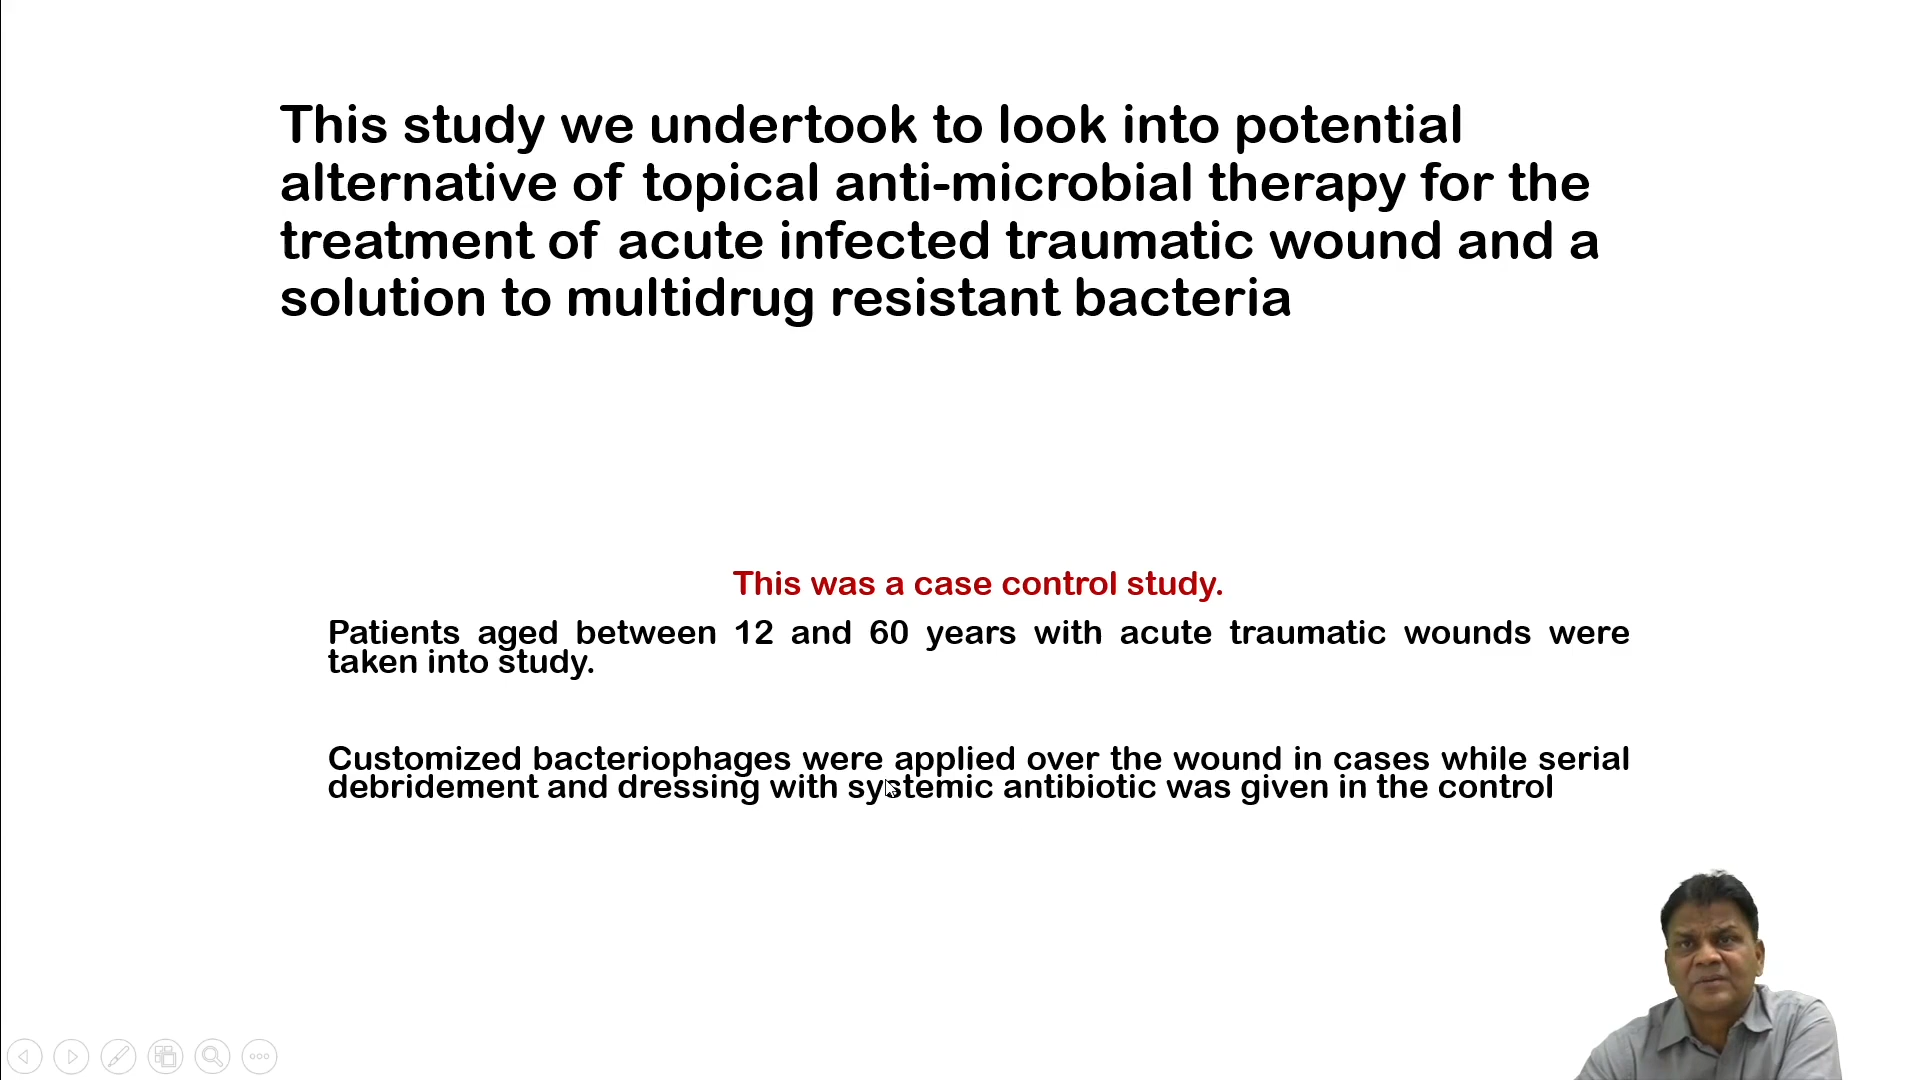 This study we undertook to look into potential
alternative of topical anti-microbial therapy for the
treatment of acute infected traumatic wound and a
solution to multidrug resistant bacteria
This was a case control study.
Patients aged between 12 and 60 years with acute traumatic wounds were
taken into study.
Customized bacteriophages were applied over the wound in cases while serial
debridement and dressing with systemic antibiotic was given in the control